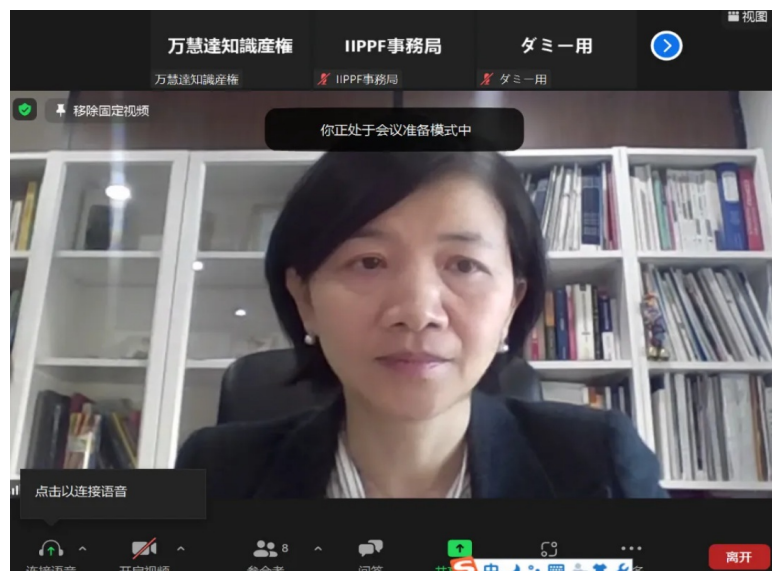 视图
万慧達知識産権
IIPPF事務局
ダミー用
万慧達知識産権
IIPPF事務局
ダミー用
移除固定视频
你正处于会议准备模式中
点击以连接语音
8
离开